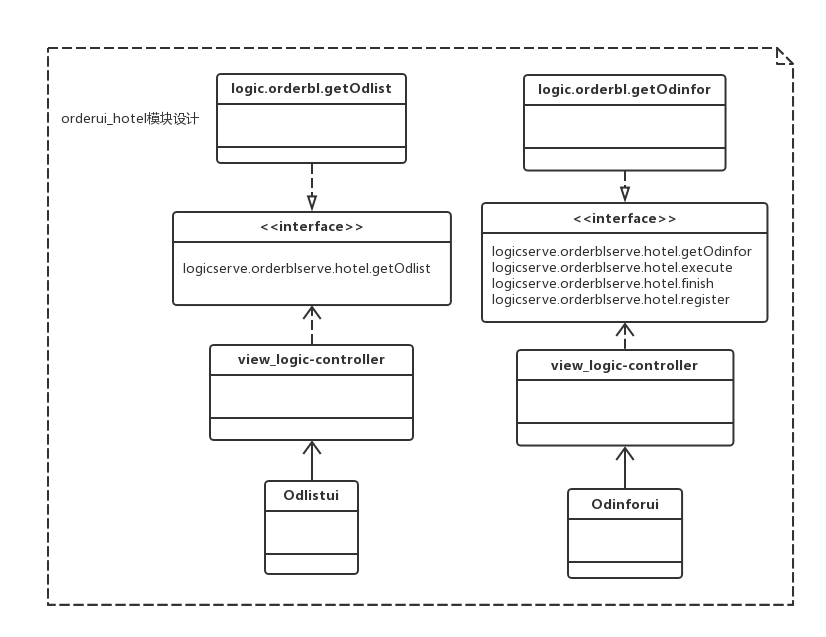 orderui_hotel模块设计
logic.orderbl.getOdlist
<<interface>>
logicserve.orderblserve.hotel.getOdlist
view_logic-controller
Odlistui
logic.orderbl.getOdinfor
<<interface>>
logicserve.orderblserve.hotel.getOdinfor
logicserve.orderblserve.hotel.execute
logicserve.orderblserve.hotel.finish
logicserve.orderblserve.hotel.register
view_logic-controller
Odinforui